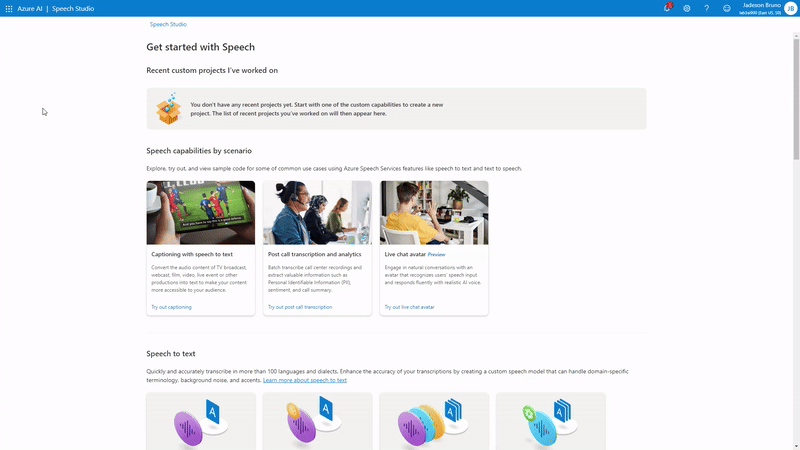 Azure AI | Speech Studio
Jadeson Bruno
JB
Speech Studio
Get started with Speech
Recent custom projects I've worked on
You don't have any recent projects yet. Start with one of the custom capabilities to create a new
project. The list of recent projects you've worked on will then appear here.
Speech capabilities by scenario
Explore, try out, and view sample code for some of common use cases using Azure Speech Services features like speech to text and text to speech.
Captioning with speech to text
Convert the audio content of TV broadcast,
webcast, film, video, live event or other
productions into text to make your content
more accessible to your audience.
Try out captioning
Post call transcription and analytics
Batch transcribe call center recordings and
extract valuable information such as
Personal Identifiable Information (PII),
sentiment, and call summary.
Try out post call transcription
Live chat avatar Preview
Engage in natural conversations with an
avatar that recognizes users' speech input
and responds fluently with realistic AI voice.
Try out live chat avatar
Speech to text
Quickly and accurately transcribe in more than 100 languages and dialects. Enhance the accuracy of your transcriptions by creating a custom speech model that can handle domain-specific
terminology, background noise, and accents. Learn more about speech to text